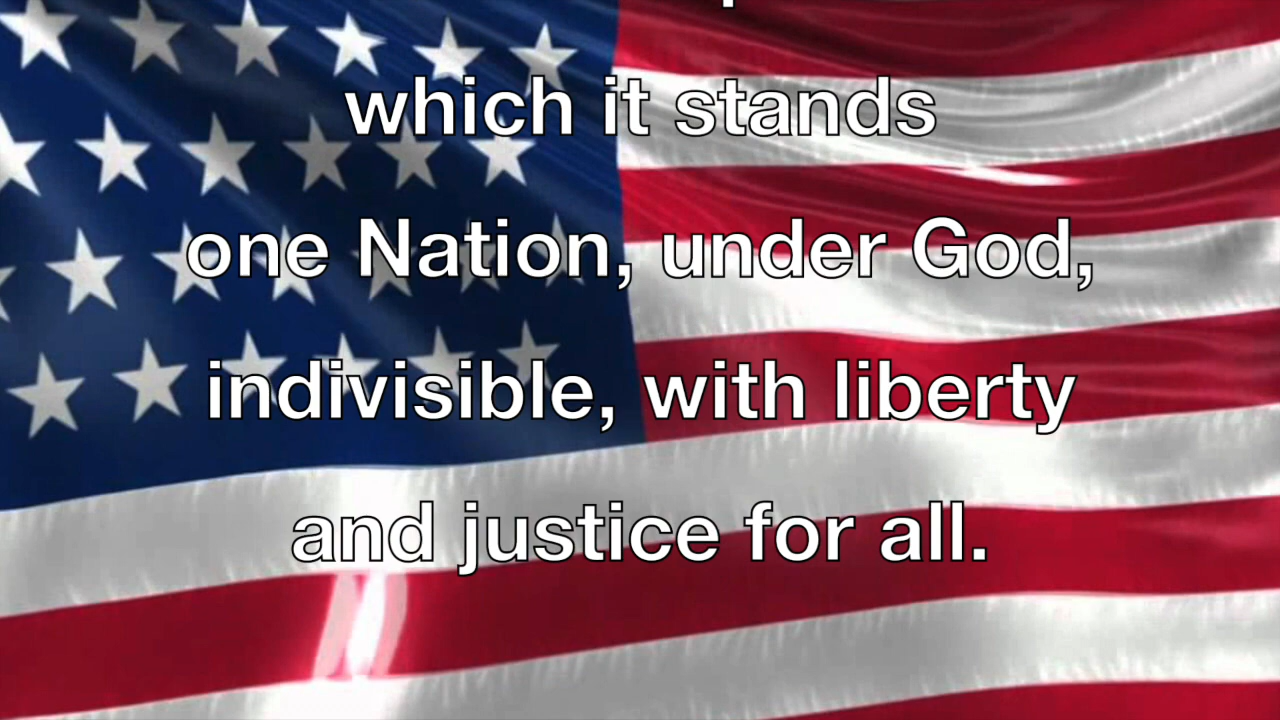 which it stands
one Nation, under God,
indivisible, with liberty
and justice for all.